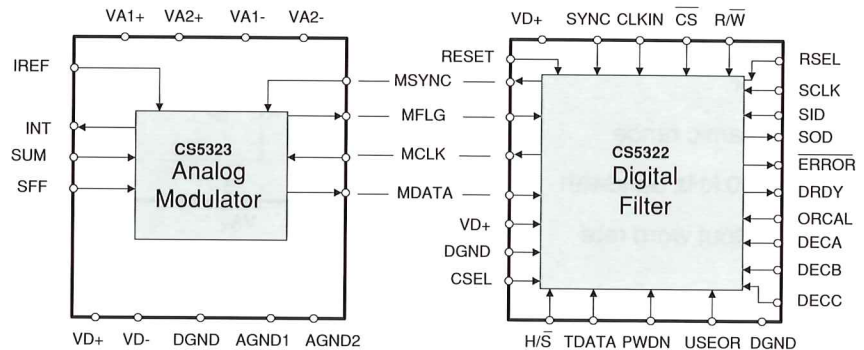 VA1+ VA2+ VA1- VA2-
IREF
INT
SUM
SFF
CS5323
Analog
Modulator
VD+ VD- DGND AGND1 AGND2
MSYNC
MFLG
MCLK
MDATA
VD+ SYNC CLKIN C̅S̅ R/W̅
RESET
VD+
DGND
CSEL
CS5322
Digital
Filter
RSEL
SCLK
SID
SOD
E̅R̅R̅O̅R̅
DRDY
ORCAL
DECA
DECB
DECC
H/S̅ TDATA PWDN USEOR DGND